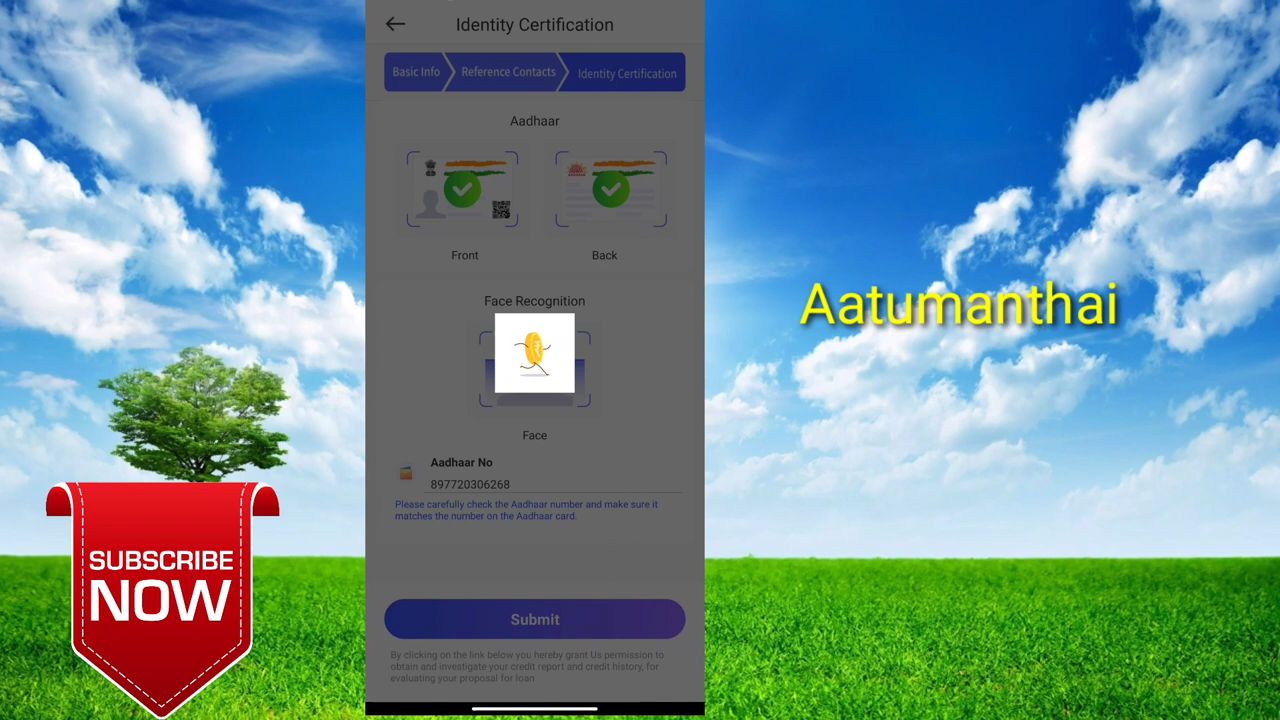 Identity Certification
Basic Info
Reference Contacts
Identity Certification
Aadhaar
Front
Back
Face Recognition
Face
Aadhaar No
897720306268
Please carefully check the Aadhaar number and make sure it
matches the number on the Aadhaar card.
Submit
By clicking on the link below you hereby grant Us permission to
obtain and investigate your credit report and credit history, for
evaluating your proposal for loan
Aatumanthai
SUBSCRIBE
NOW